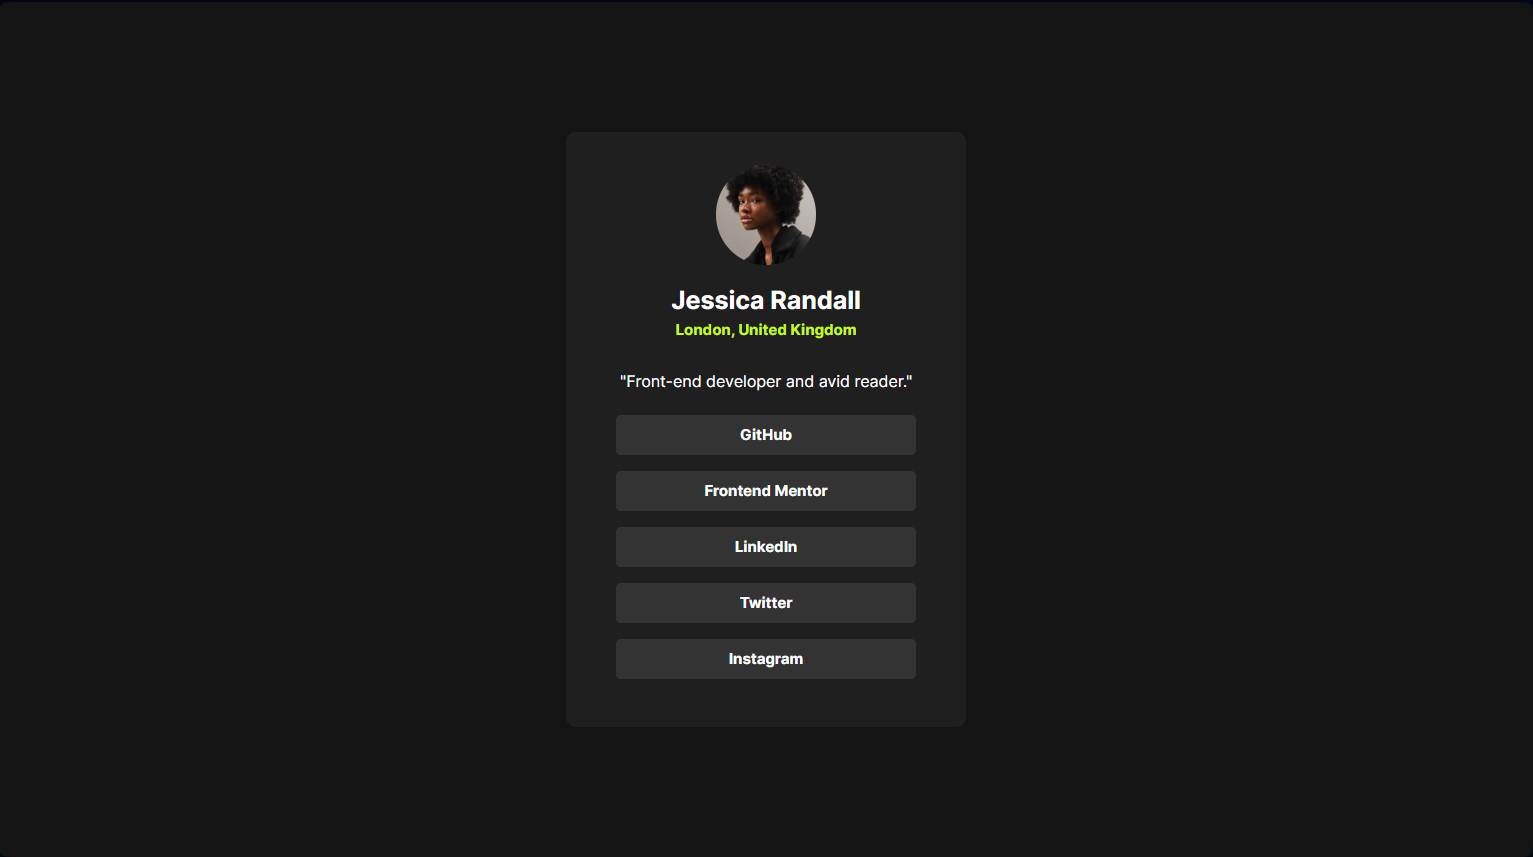 Jessica Randall
London, United Kingdom
"Front-end developer and avid reader."
GitHub
Frontend Mentor
LinkedIn
Twitter
Instagram